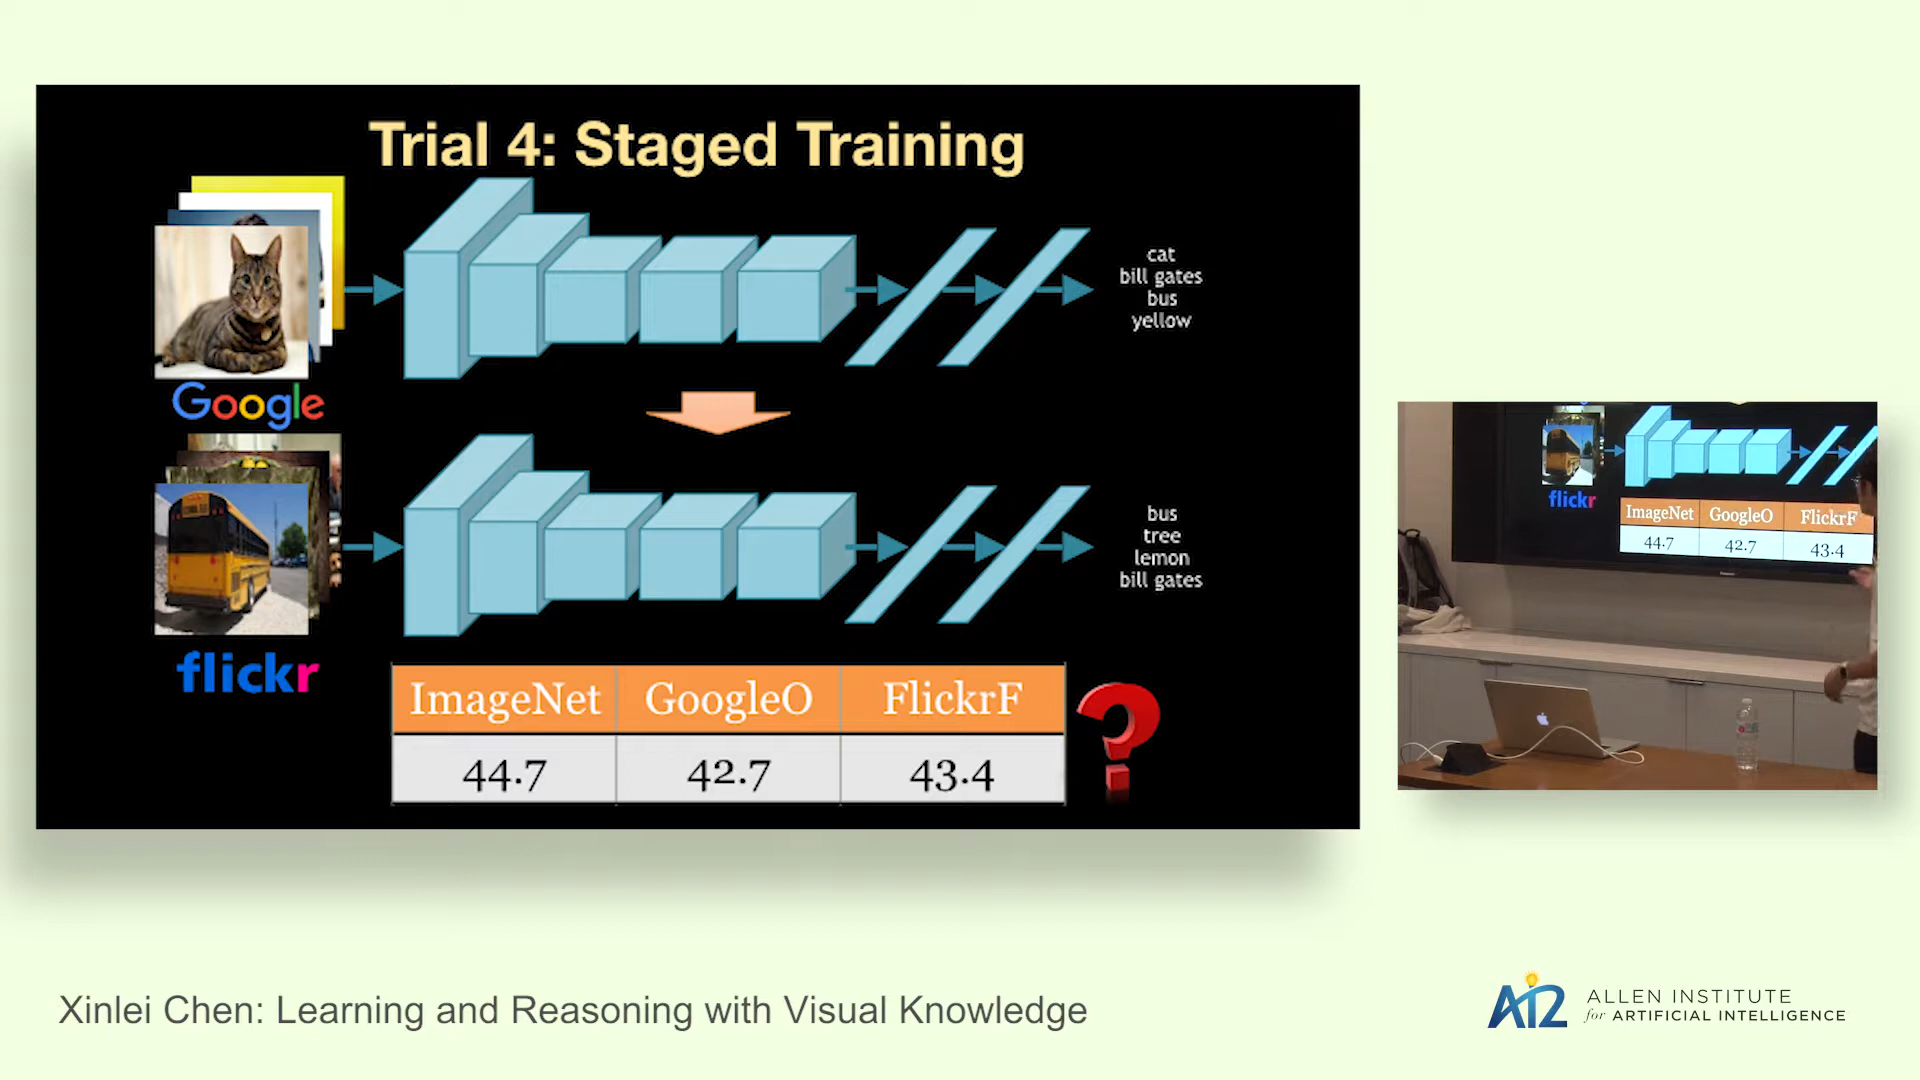 Trial 4: Staged Training
cat
bill gates
bus
yellow
Google
bus
tree
lemon
bill gates
flickr
ImageNet GoogleO FlickrF
44.7 42.7 43.4
?
flickr
ImageNet GoogleO FlickrF
44.7 42.7 43.4
Xinlei Chen: Learning and Reasoning with Visual Knowledge
AI2 ALLEN INSTITUTE
for ARTIFICIAL INTELLIGENCE